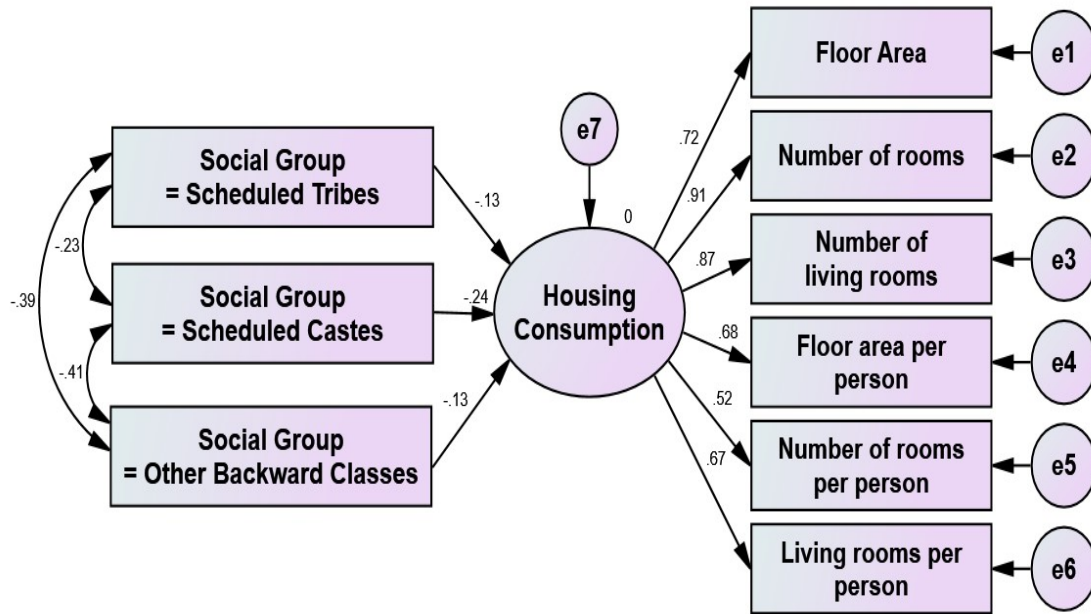 Floor Area
e1
e7
.72
Social Group
= Scheduled Tribes
Number of rooms
e2
-.13
.91
0
Number of
living rooms
e3
-.23
.87
-.39
Social Group
= Scheduled Castes
-.24
Housing
Consumption
.68
Floor area per
person
e4
-.41
.52
-.13
Social Group
= Other Backward Classes
.67
Number of rooms
per person
e5
Living rooms per
person
e6